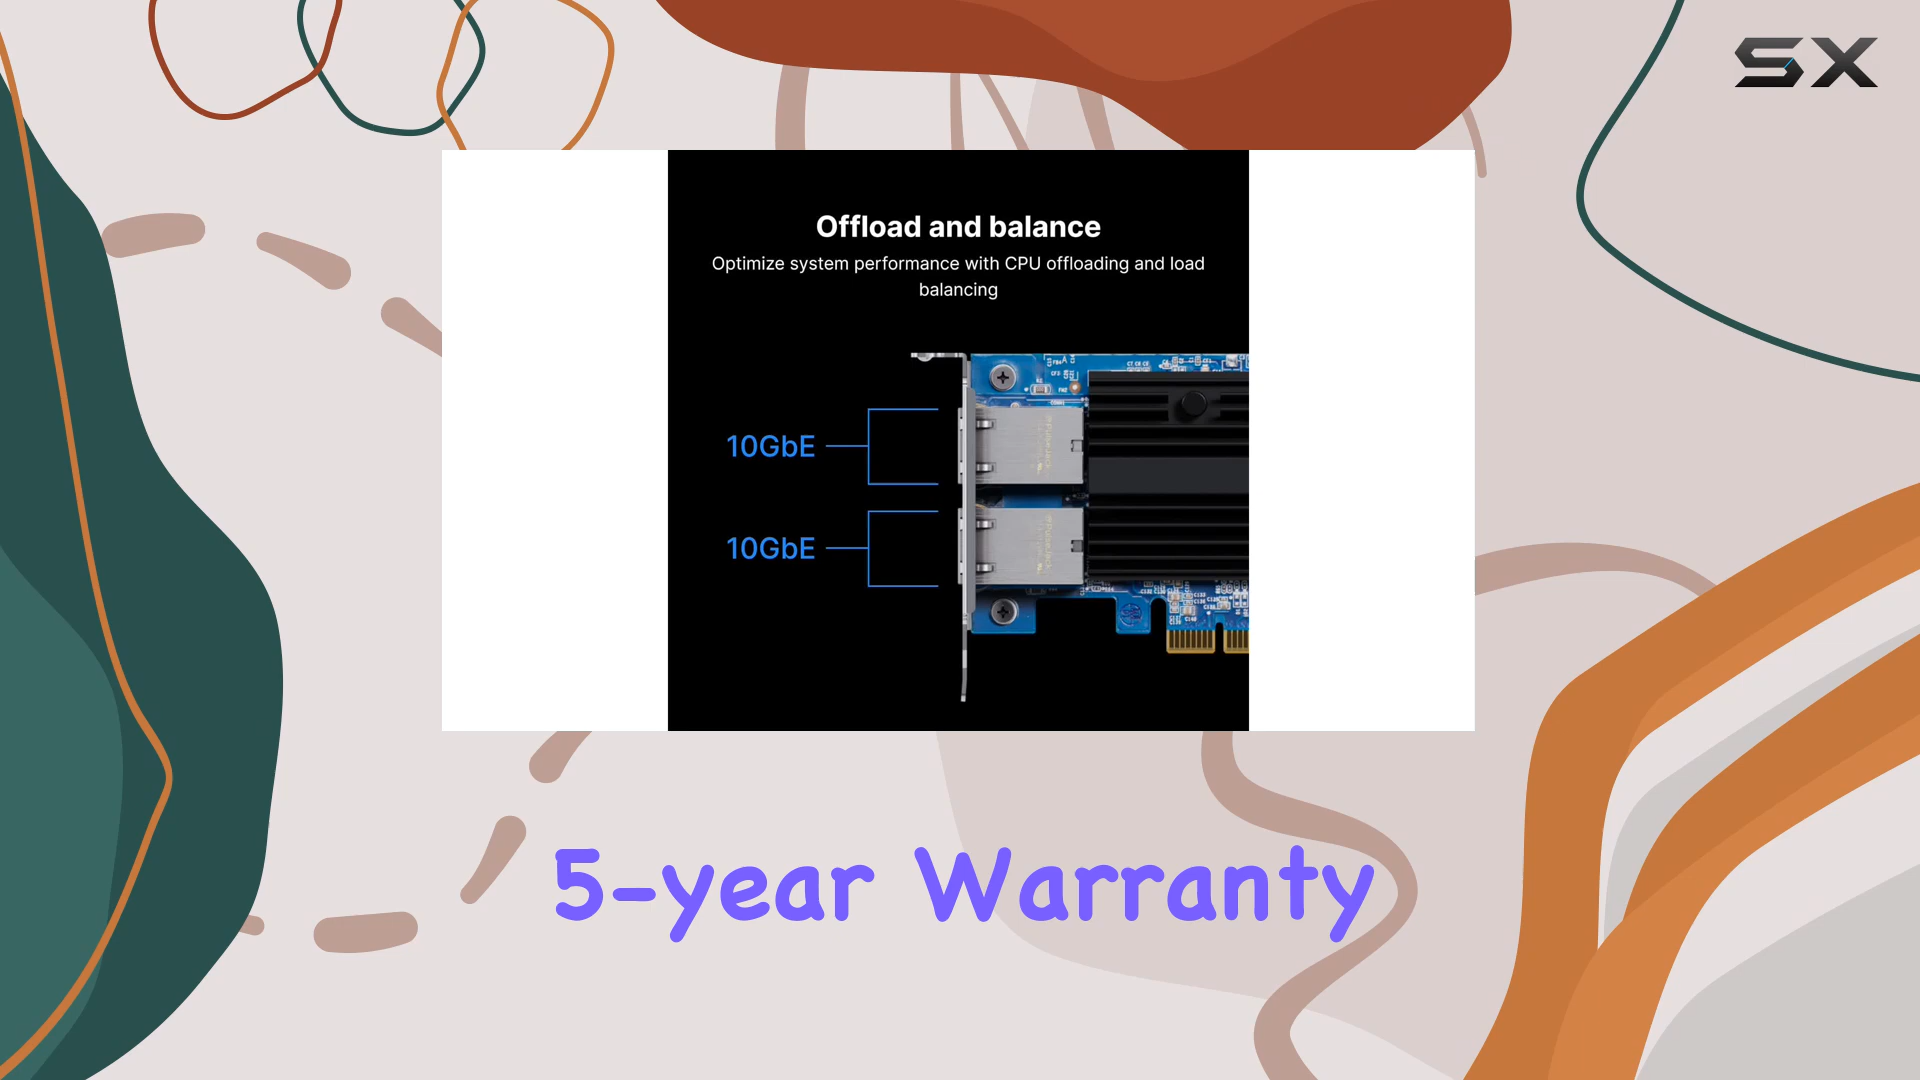 SX
Offload and balance
Optimize system performance with CPU offloading and load
balancing
10GbE
10GbE
5-year Warranty